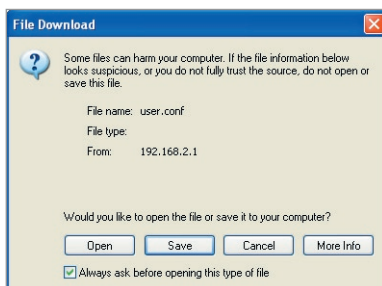 File Download
Some files can harm your computer. If the file information below
looks suspicious, or you do not fully trust the source, do not open or
save this file.
File name: user.conf
File type:
From: 192.168.2.1
Would you like to open the file or save it to your computer?
Open Save Cancel More Info
Always ask before opening this type of file